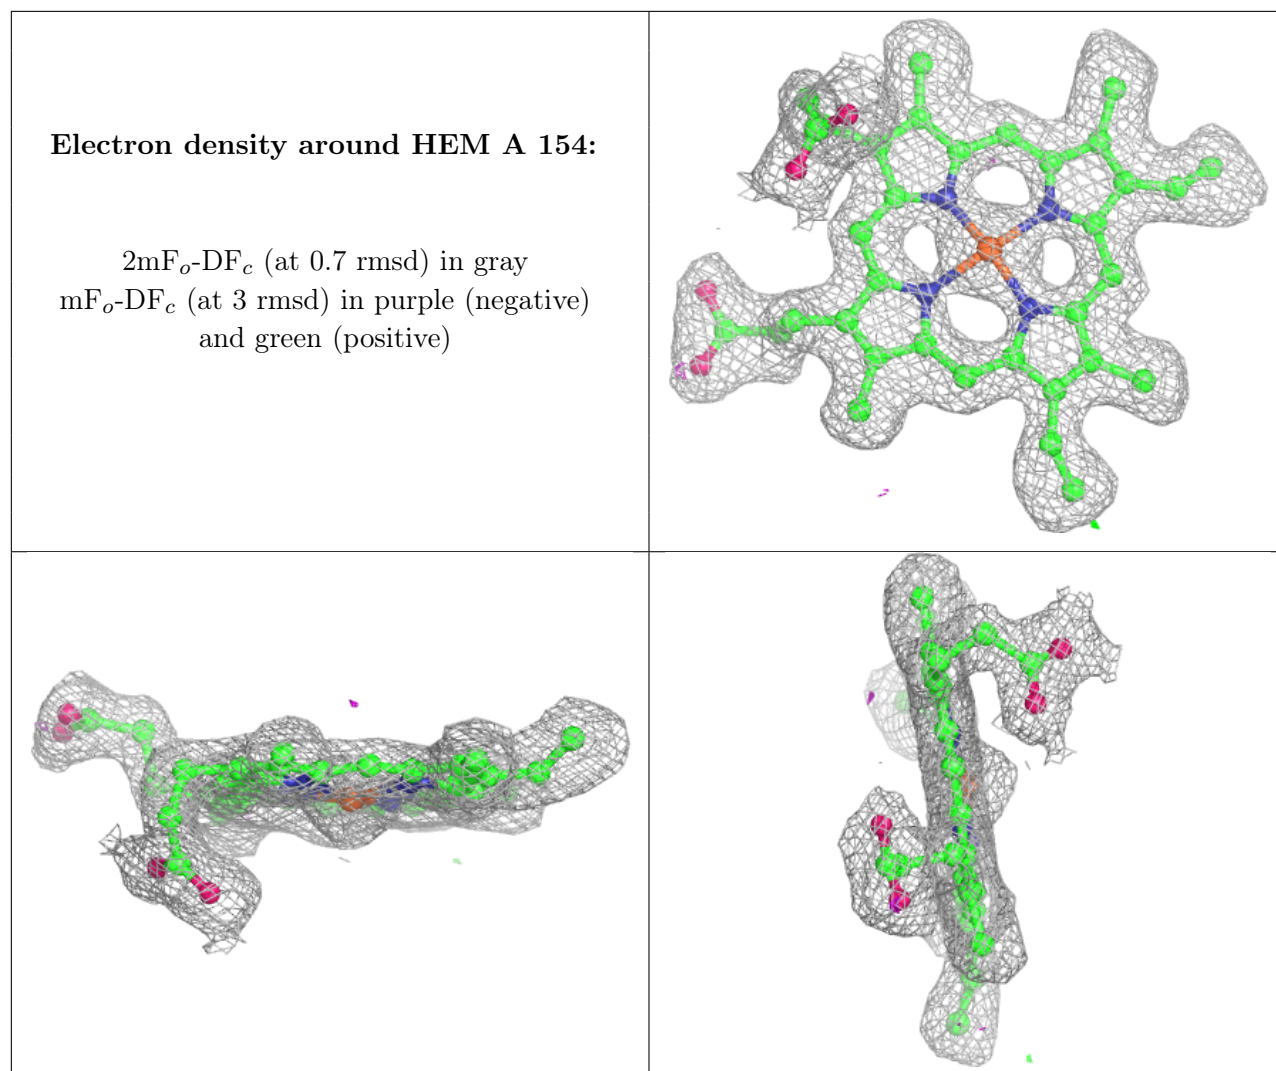 Electron density around HEM A 154:
2mFₒ-DF𝒸 (at 0.7 rmsd) in gray
mFₒ-DF𝒸 (at 3 rmsd) in purple (negative)
and green (positive)